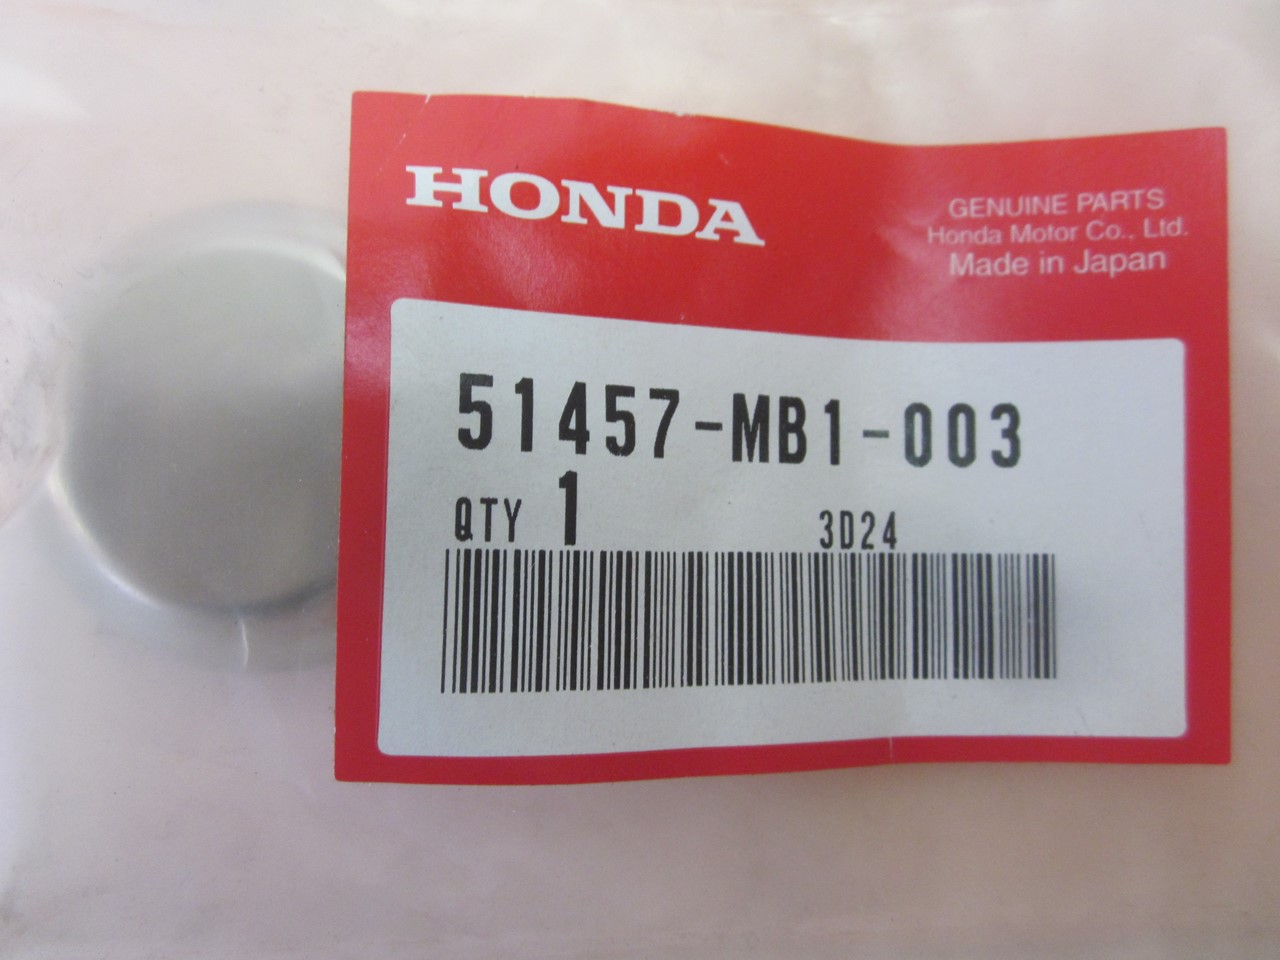 HONDA
GENUINE PARTS
Honda Motor Co., Ltd.
Made in Japan
51457-MB1-003
QTY 1 3D24